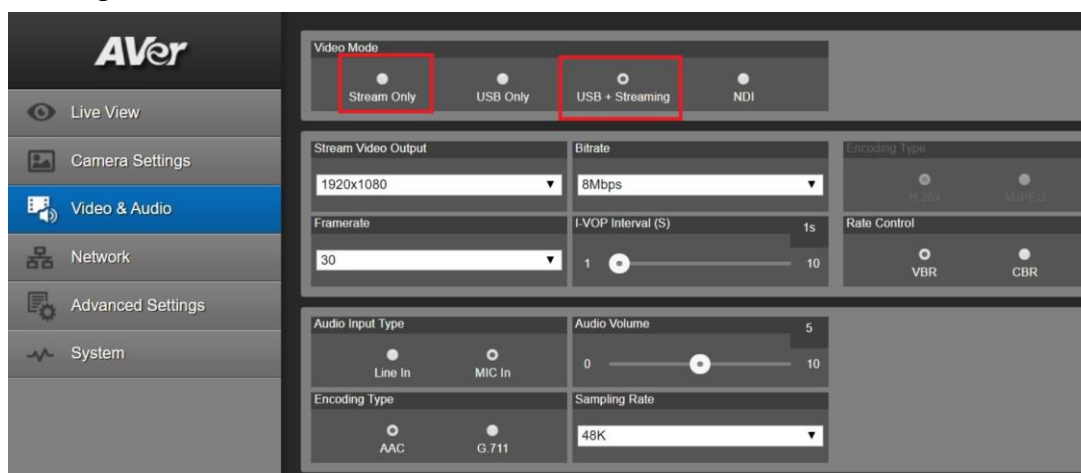 AVer
Live View
Camera Settings
Video & Audio
Network
Advanced Settings
System
Video Mode
Stream Only USB Only USB + Streaming NDI
Stream Video Output Bitrate Encoding Type
1920x1080 8Mbps
H.264 MJPEG
Framerate I-VOP Interval (S) 1s Rate Control
30 1 10
VBR CBR
Audio Input Type Audio Volume 5
0 10
Line In MIC In
Encoding Type Sampling Rate
48K
AAC G.711